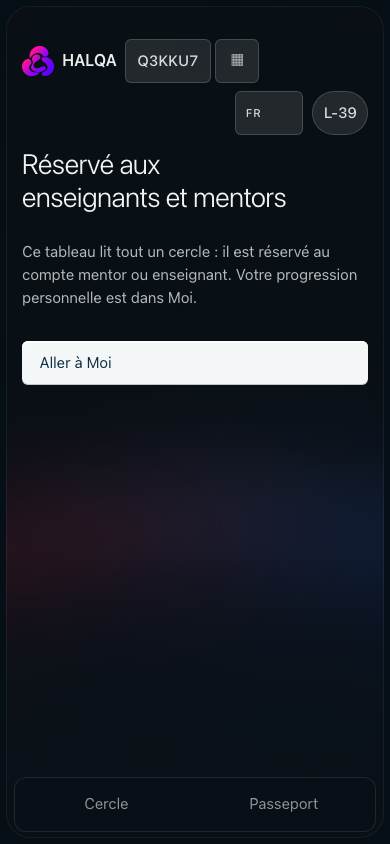 HALQA
Q3KKU7
FR
L-39
Réservé aux
enseignants et mentors
Ce tableau lit tout un cercle : il est réservé au
compte mentor ou enseignant. Votre progression
personnelle est dans Moi.
Aller à Moi
Cercle
Passeport